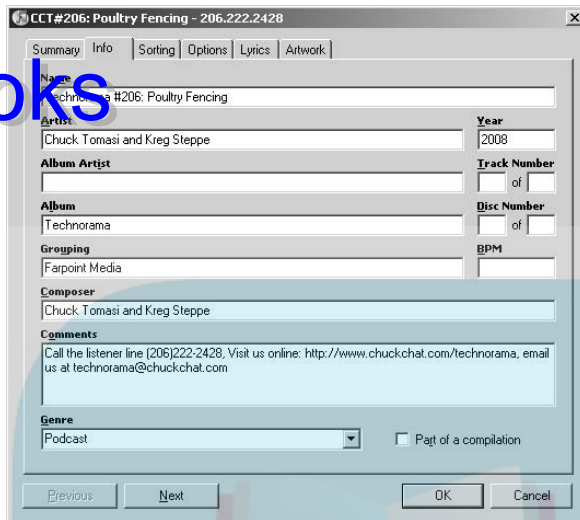 CCT#206: Poultry Fencing - 206.222.2428
Summary Info Sorting Options Lyrics Artwork
Name
#206: Poultry Fencing
oks
Artist Year
Chuck Tomasi and Kreg Steppe 2008
Album Artist Track Number
of
Album Disc Number
Technorama of
Grouping BPM
Farpoint Media
Composer
Chuck Tomasi and Kreg Steppe
Comments
Call the listener line (206)222-2428, Visit us online: http://www.chuckchat.com/technorama, email
us at technorama@chuckchat.com
Genre
Podcast Part of a compilation
Previous Next OK Cancel